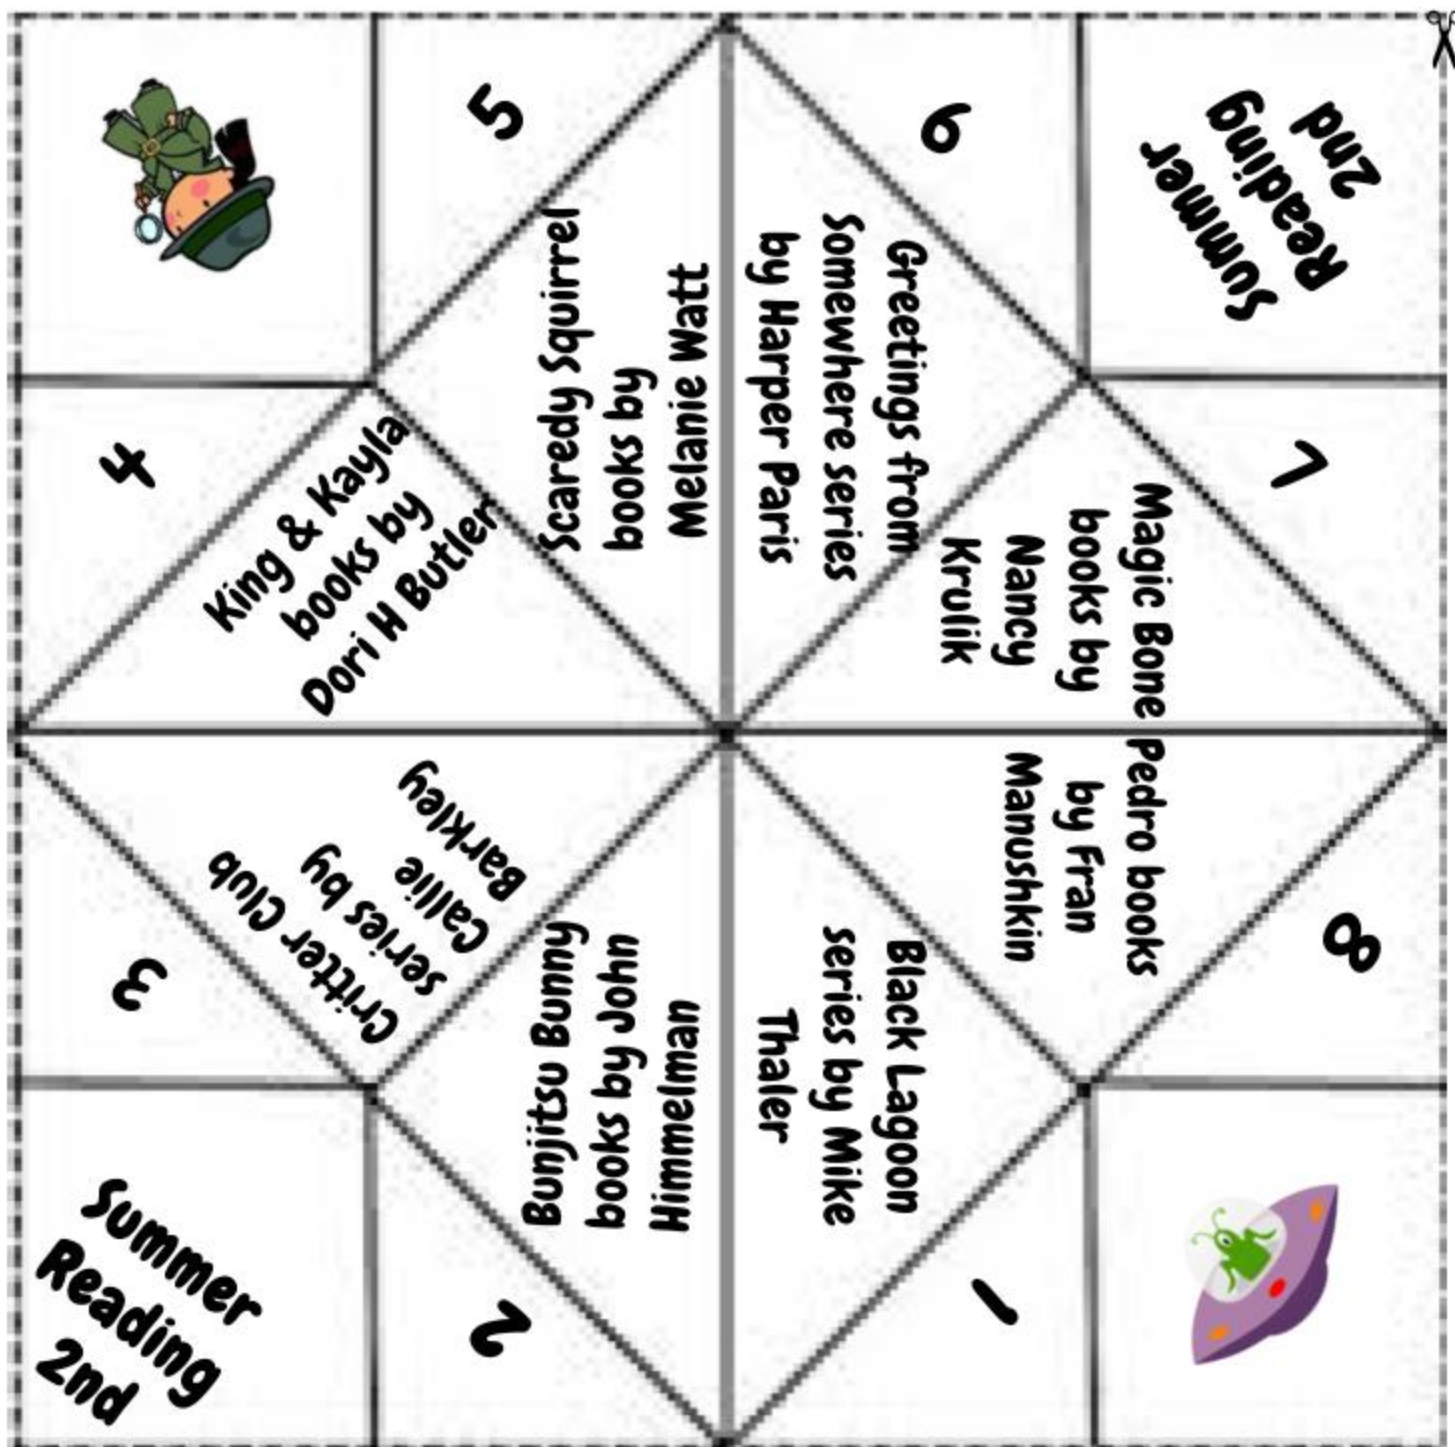 5
6
Summer
Reading
2nd
4
King & Kayla
books by
Dori H Butler
Scaredy Squirrel
books by
Melanie Watt
Greetings from
Somewhere series
by Harper Paris
7
Magic Bone
books by
Nancy
Krulik
3
Critter Club
series by
Callie
Barkley
Bunjitsu Bunny
books by John
Himmelman
Black Lagoon
series by Mike
Thaler
Pedro books
by Fran
Manushkin
8
Summer
Reading
2nd
2
1